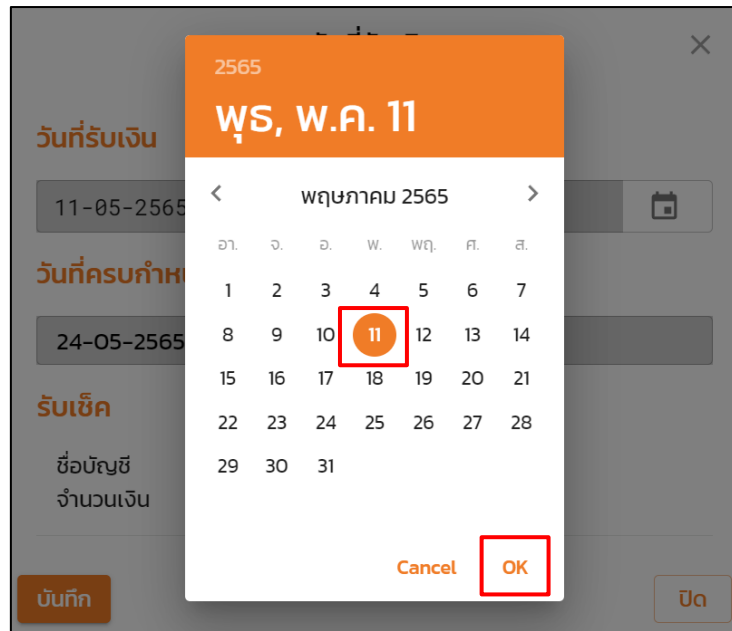 2565
พุธ, พ.ค. 11
วันที่รับเงิน
11-05-2565
พฤษภาคม 2565
อา. จ. อ. พ. พฤ. ศ. ส.
1 2 3 4 5 6 7
วันที่ครบกำห
8 9 10 11 12 13 14
24-05-2565
15 16 17 18 19 20 21
รับเช็ค
22 23 24 25 26 27 28
ชื่อบัญชี
29 30 31
จำนวนเงิน
Cancel OK
บันทึก
ปิด